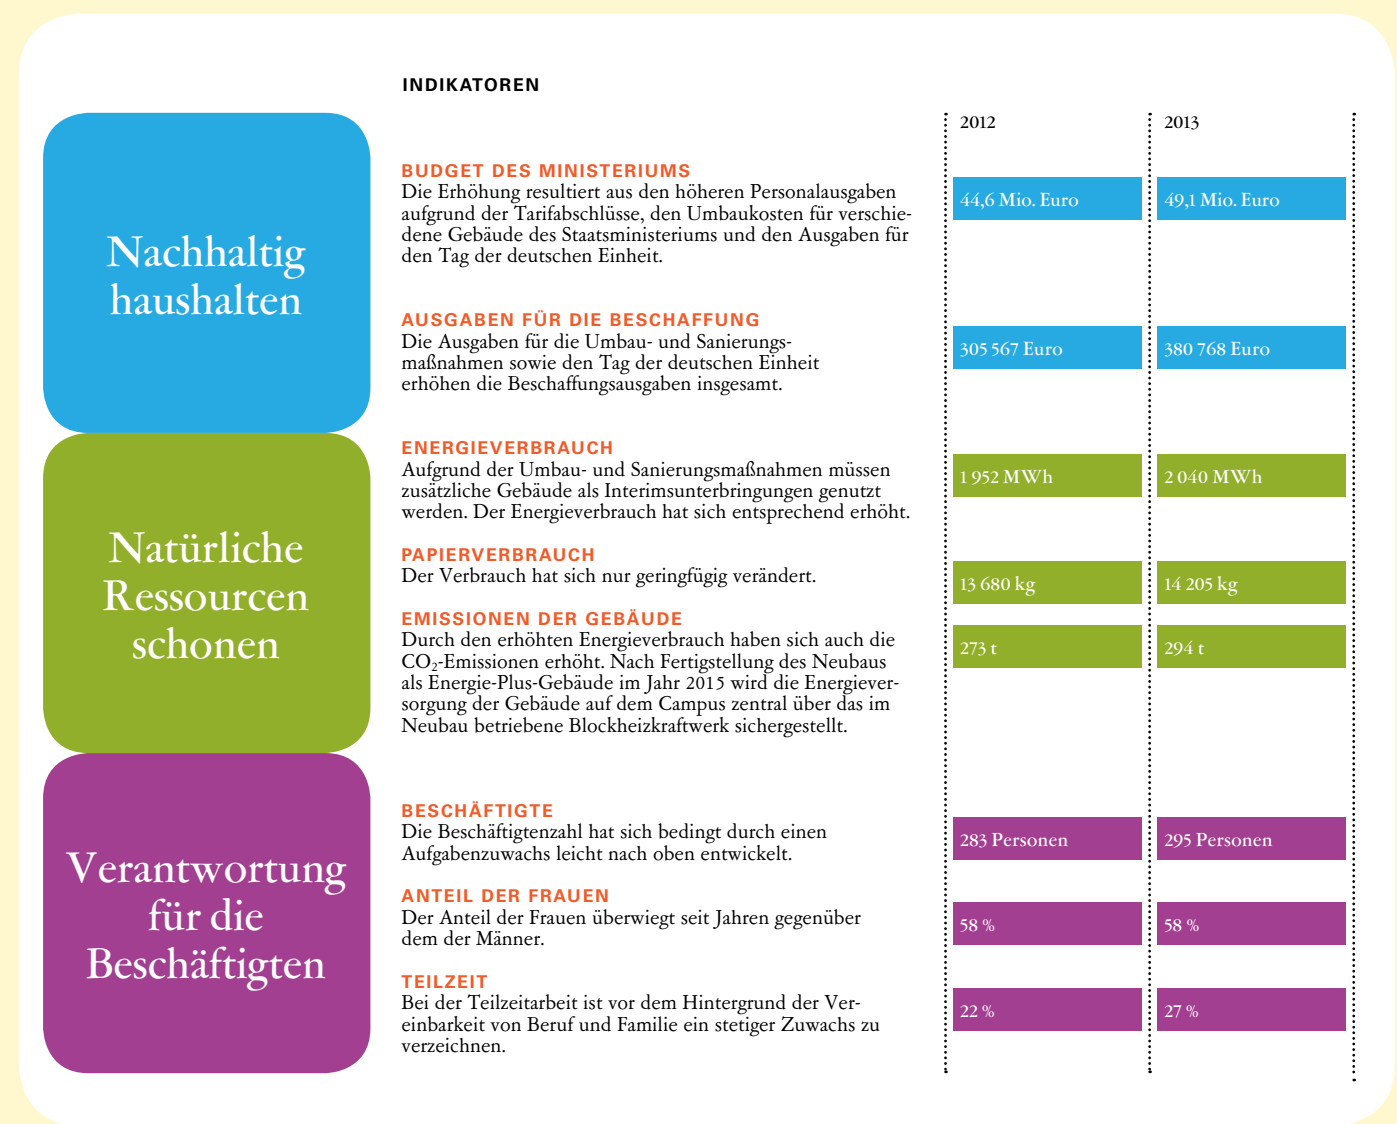 INDIKATOREN
2012
2013
Nachhaltig
haushalten
BUDGET DES MINISTERIUMS
Die Erhöhung resultiert aus den höheren Personalausgaben
aufgrund der Tarifabschlüsse, den Umbaukosten für verschie-
dene Gebäude des Staatsministeriums und den Ausgaben für
den Tag der deutschen Einheit.
44,6 Mio. Euro
49,1 Mio. Euro
AUSGABEN FÜR DIE BESCHAFFUNG
Die Ausgaben für die Umbau- und Sanierungs-
maßnahmen sowie den Tag der deutschen Einheit
erhöhen die Beschaffungsausgaben insgesamt.
305 567 Euro
380 768 Euro
Natürliche
Ressourcen
schonen
ENERGIEVERBRAUCH
Aufgrund der Umbau- und Sanierungsmaßnahmen müssen
zusätzliche Gebäude als Interimsunterbringungen genutzt
werden. Der Energieverbrauch hat sich entsprechend erhöht.
1 952 MWh
2 040 MWh
PAPIERVERBRAUCH
Der Verbrauch hat sich nur geringfügig verändert.
13 680 kg
14 205 kg
EMISSIONEN DER GEBÄUDE
Durch den erhöhten Energieverbrauch haben sich auch die
CO₂-Emissionen erhöht. Nach Fertigstellung des Neubaus
als Energie-Plus-Gebäude im Jahr 2015 wird die Energiever-
sorgung der Gebäude auf dem Campus zentral über das im
Neubau betriebene Blockheizkraftwerk sichergestellt.
273 t
294 t
Verantwortung
für die
Beschäftigten
BESCHÄFTIGTE
Die Beschäftigtenzahl hat sich bedingt durch einen
Aufgabenzuwachs leicht nach oben entwickelt.
283 Personen
295 Personen
ANTEIL DER FRAUEN
Der Anteil der Frauen überwiegt seit Jahren gegenüber
dem der Männer.
58 %
58 %
TEILZEIT
Bei der Teilzeitarbeit ist vor dem Hintergrund der Ver-
einbarkeit von Beruf und Familie ein stetiger Zuwachs zu
verzeichnen.
22 %
27 %